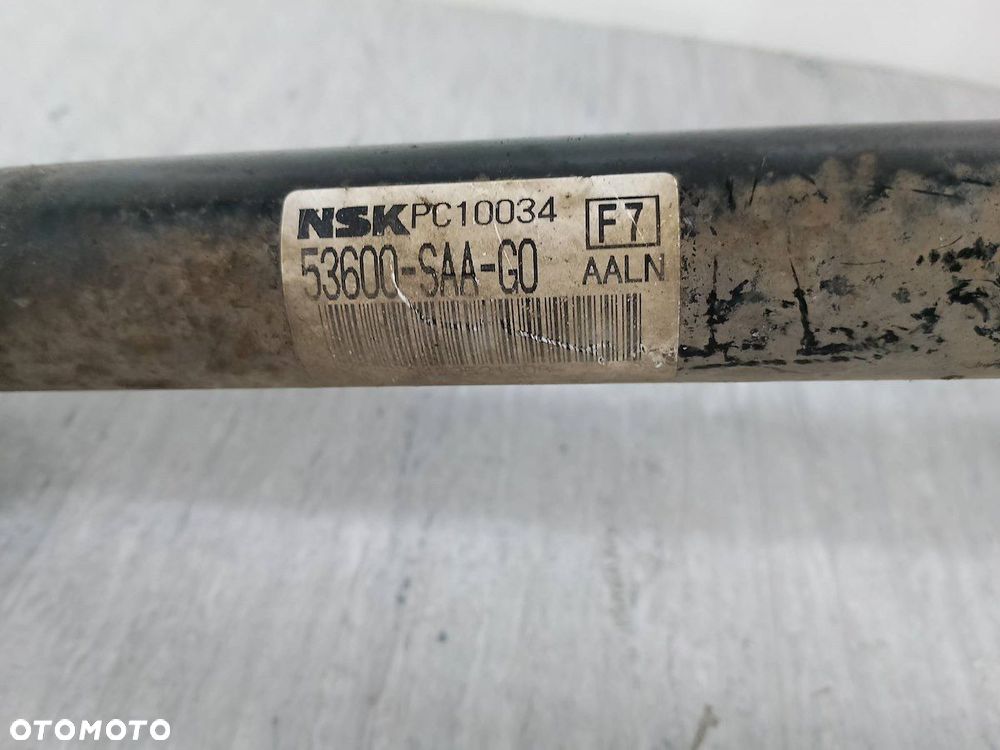 NSK PC10034 F7
53600-SAA-G0 AALN
OTOMOTO